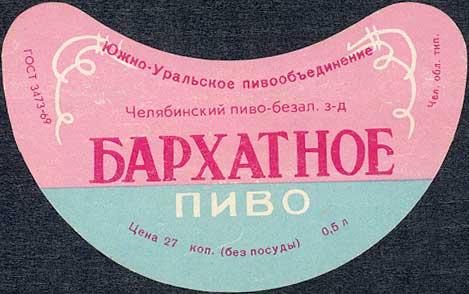 Южно-Уральское пивообъединение
ГОСТ 3473-69
Чел. обл. тип.
Челябинский пиво-безал. з-д
БАРХАТНОЕ
ПИВО
Цена 27 коп. (без посуды) 0,5 л